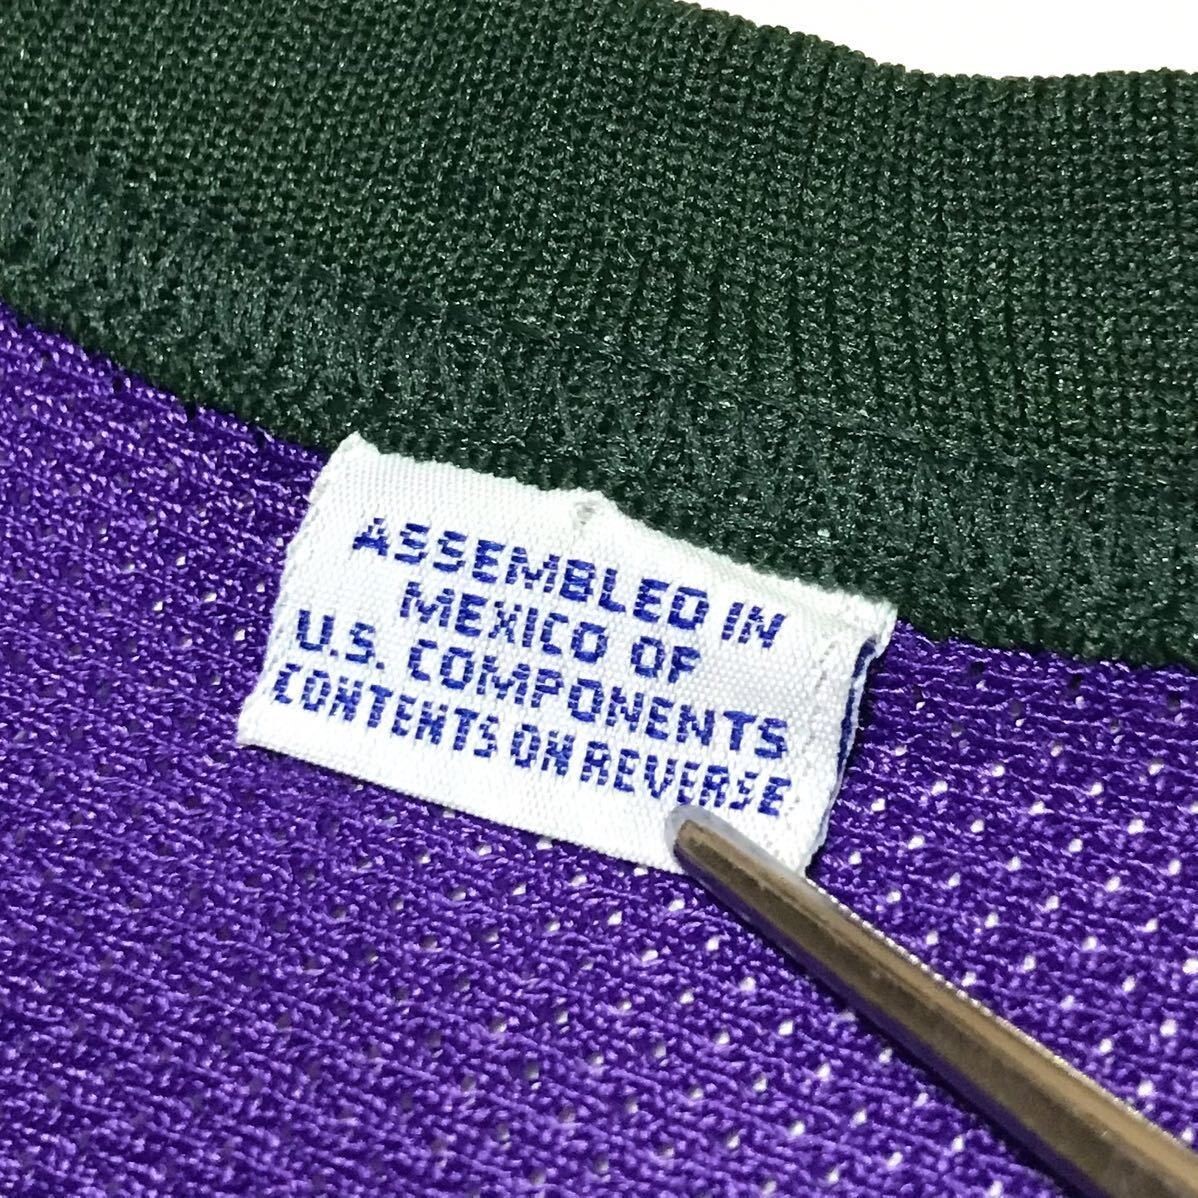 ASSEMBLED IN
MEXICO OF
U.S. COMPONENTS
CONTENTS ON REVERSE